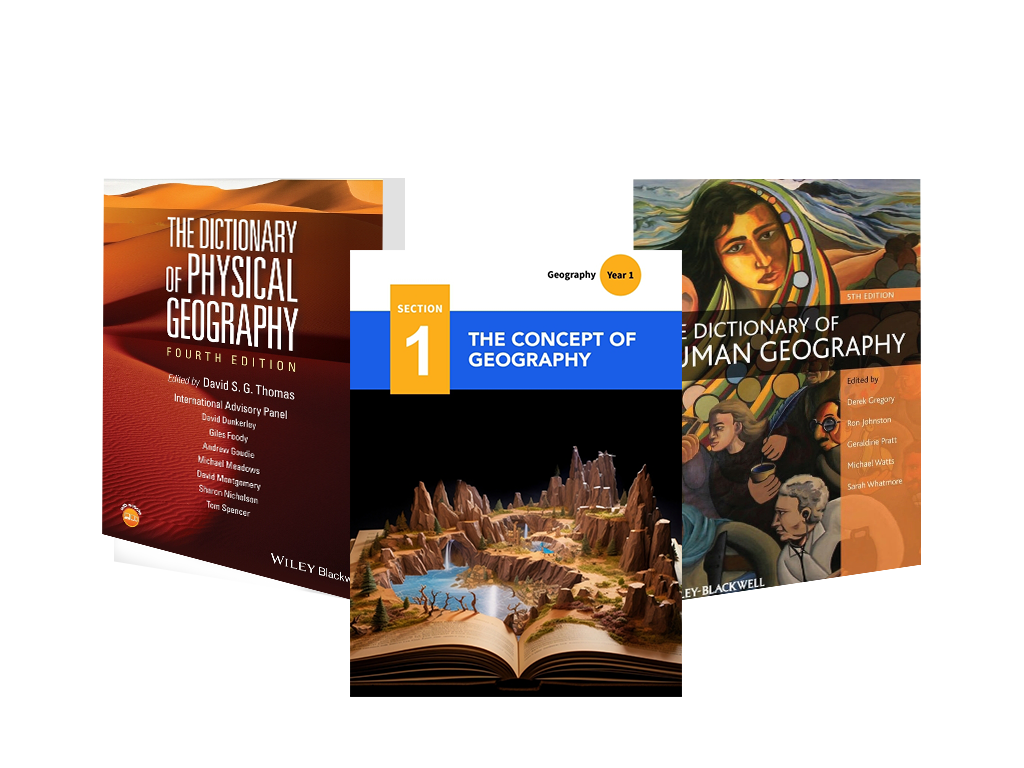 THE DICTIONARY
OF PHYSICAL
GEOGRAPHY
FOURTH EDITION
Edited by David S. G. Thomas
International Advisory Panel
David Dunkerley
Giles Foody
Andrew Goudie
Michael Meadows
David Montgomery
Sharon Nicholson
Tom Spencer
WILEY Blackw
Geography Year 1
SECTION
1
THE CONCEPT OF
GEOGRAPHY
5TH EDITION
E DICTIONARY OF
UMAN GEOGRAPHY
Edited by
Derek Gregory
Ron Johnston
Geraldine Pratt
Michael Watts
Sarah Whatmore
LEY-BLACKWELL